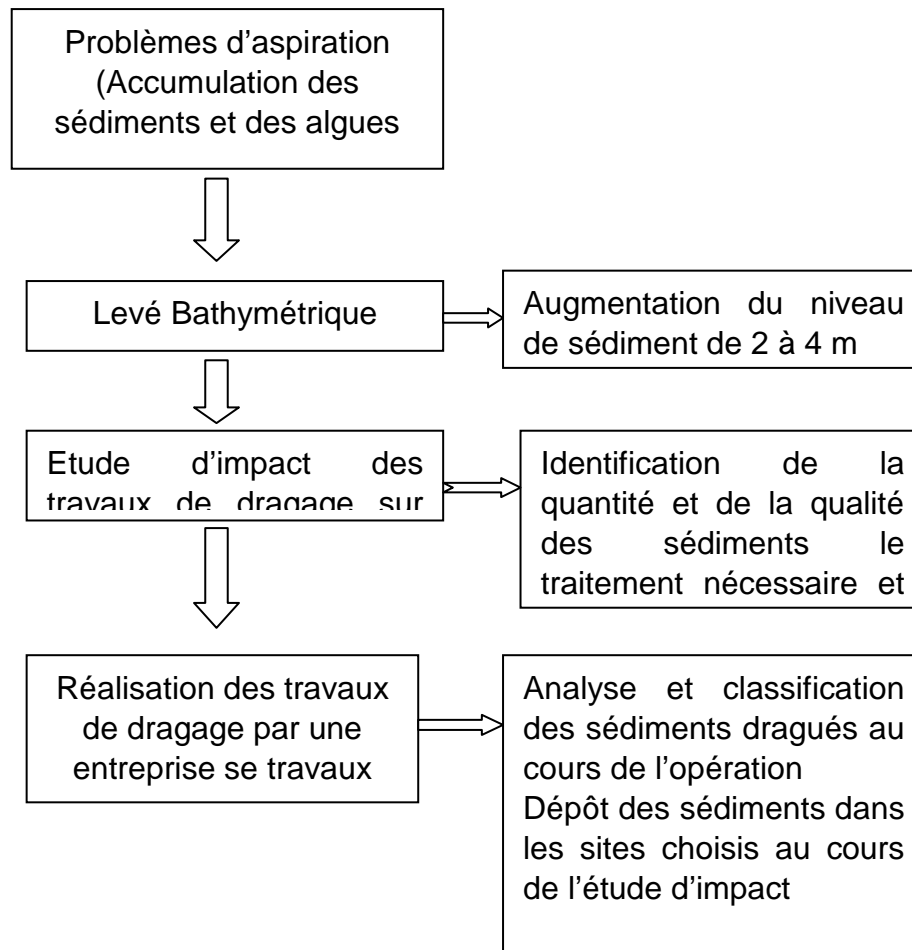 Problèmes d’aspiration
(Accumulation des
sédiments et des algues
Levé Bathymétrique
Augmentation du niveau
de sédiment de 2 à 4 m
Etude d’impact des
travaux de dragage sur
Identification de la
quantité et de la qualité
des sédiments le
traitement nécessaire et
Réalisation des travaux
de dragage par une
entreprise se travaux
Analyse et classification
des sédiments dragués au
cours de l’opération
Dépôt des sédiments dans
les sites choisis au cours
de l’étude d’impact